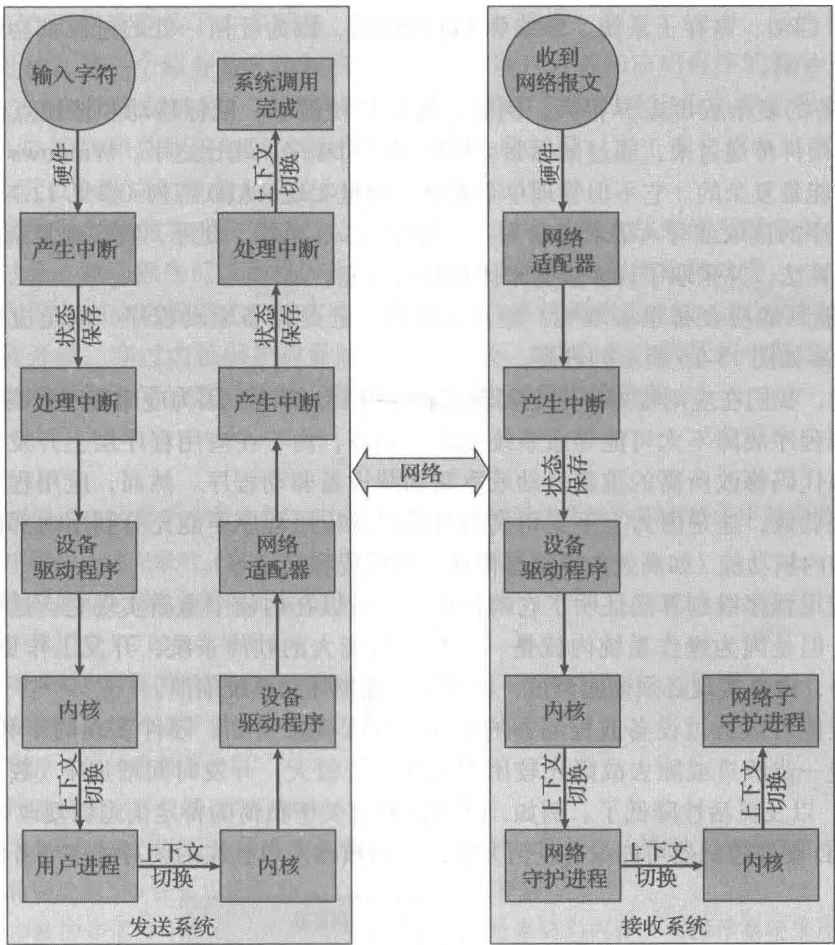 输入字符
硬件
产生中断
状态
保存
处理中断
设备
驱动程序
内核
上下文
切换
用户进程
上下文
切换
内核
设备
驱动程序
网络
适配器
产生中断
状态
保存
处理中断
上下文
切换
系统调用
完成
发送系统
网络
收到
网络报文
硬件
网络
适配器
产生中断
状态
保存
设备
驱动程序
内核
上下文
切换
网络
守护进程
上下文
切换
内核
上下文
切换
网络子
守护进程
接收系统